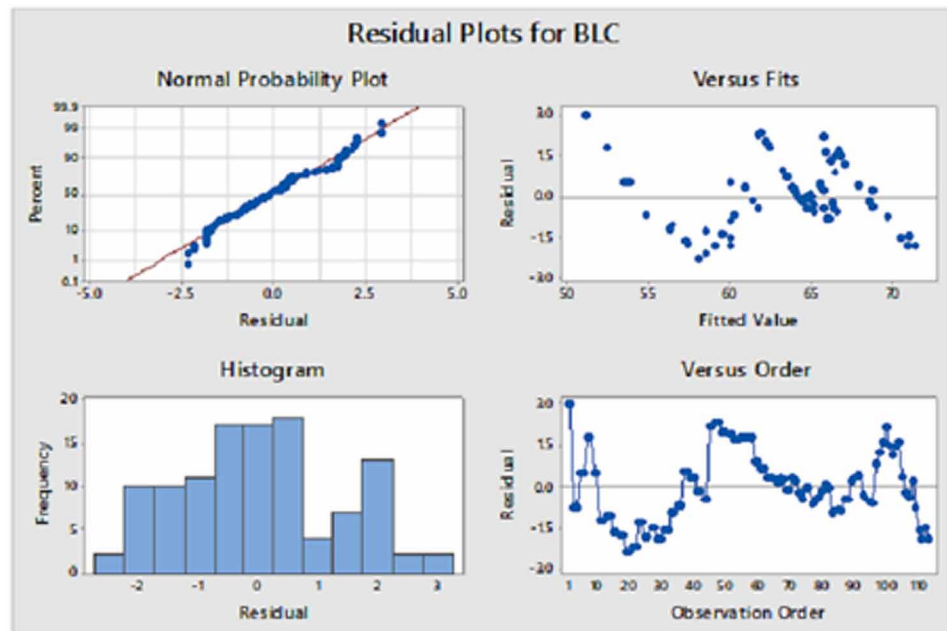 Residual Plots for BLC
Normal Probability Plot
99.9
99
90
50
10
1
0.1
Percent
-5.0 -2.5 0.0 2.5 5.0
Residual
Versus Fits
3.0
1.5
0.0
-1.5
-3.0
Residual
50 55 60 65 70
Fitted Value
Histogram
20
15
10
5
0
Frequency
-2 -1 0 1 2 3
Residual
Versus Order
3.0
1.5
0.0
-1.5
-3.0
Residual
1 10 20 30 40 50 60 70 80 90 100 110
Observation Order